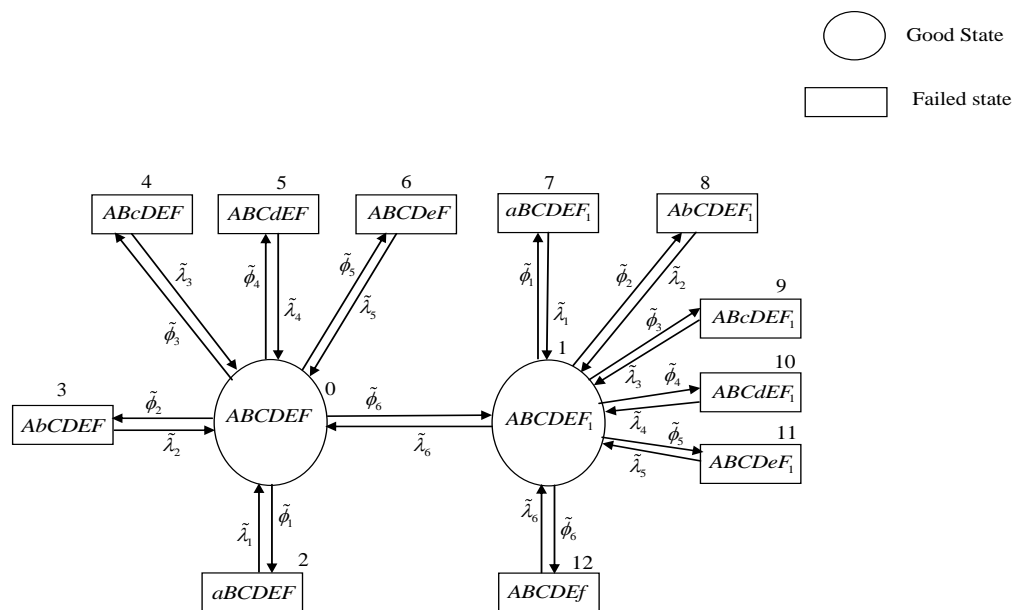 Good State
Failed state
4 5 6 7 8
ABcDEF ABCdEF ABCDeF aBCDEF₁ AbCDEF₁
λ̃₃ φ̃₄ λ̃₄ φ̃₅ λ̃₅ φ̃₁ λ̃₁ φ̃₂ λ̃₂
φ̃₃
9
ABcDEF₁
φ̃₃ λ̃₃
10
φ̃₄ ABCdEF₁
λ̃₄
3 0 1
AbCDEF φ̃₂ ABCDEF φ̃₆ ABCDEF₁
λ̃₂ λ̃₆
11
φ̃₅ ABCDeF₁
λ̃₅
λ̃₁ φ̃₁ λ̃₆ φ̃₆
2 12
aBCDEF ABCDEf